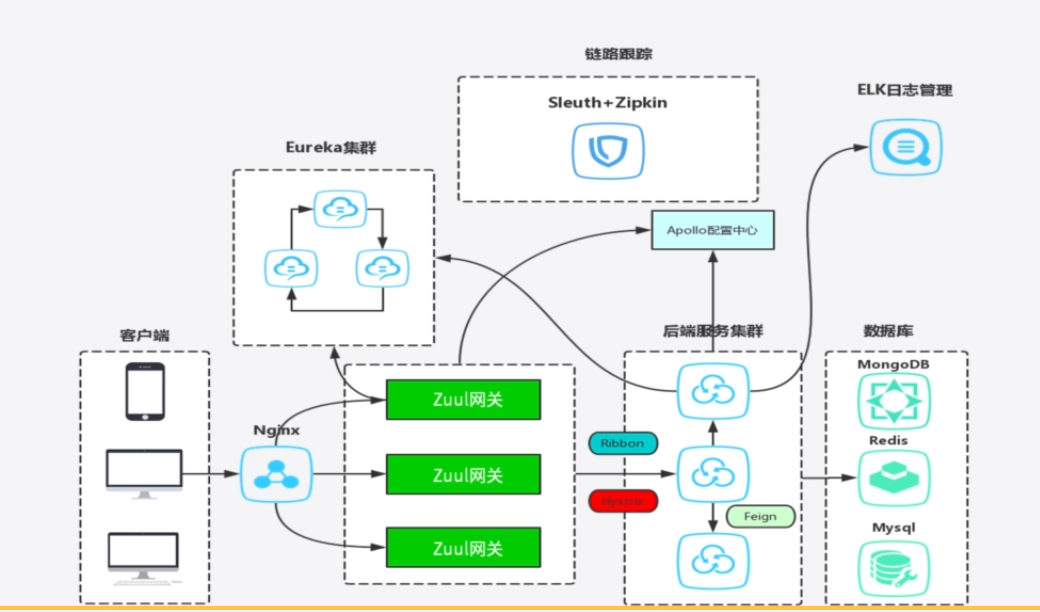 链路跟踪
Sleuth+Zipkin
ELK日志管理
Eureka集群
Apollo配置中心
客户端
后端服务集群
数据库
MongoDB
Zuul网关
Nginx
Ribbon
Redis
Zuul网关
Hystrix
Feign
Mysql
Zuul网关